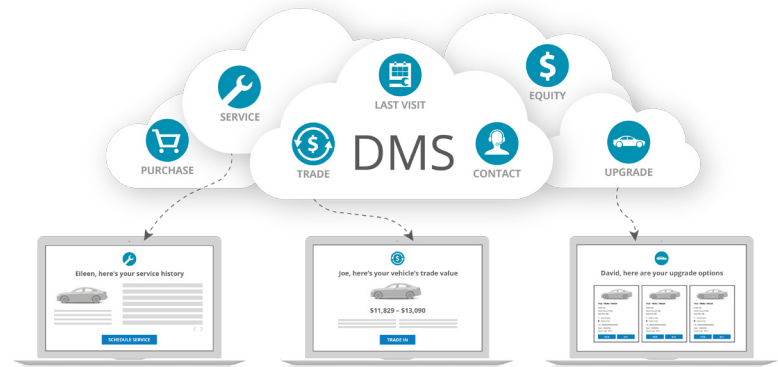 EQUITY
LAST VISIT
SERVICE
DMS
PURCHASE
TRADE
CONTACT
UPGRADE
Eileen, here's your service history
SCHEDULE SERVICE
Joe, here's your vehicle's trade value
$11,829 – $13,090
TRADE IN
David, here are your upgrade options